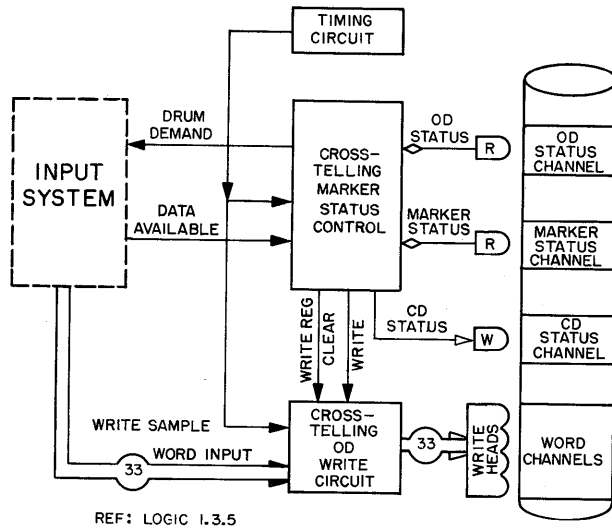 TIMING
CIRCUIT
DRUM
DEMAND
OD
STATUS
R
OD
STATUS
CHANNEL
INPUT
SYSTEM
CROSS-
TELLING
MARKER
STATUS
CONTROL
DATA
AVAILABLE
MARKER
STATUS
R
MARKER
STATUS
CHANNEL
WRITE REG
CLEAR
WRITE
CD
STATUS
W
CD
STATUS
CHANNEL
WRITE SAMPLE
WORD INPUT
33
CROSS-
TELLING
OD
WRITE
CIRCUIT
33
WRITE
HEADS
WORD
CHANNELS
REF: LOGIC 1.3.5